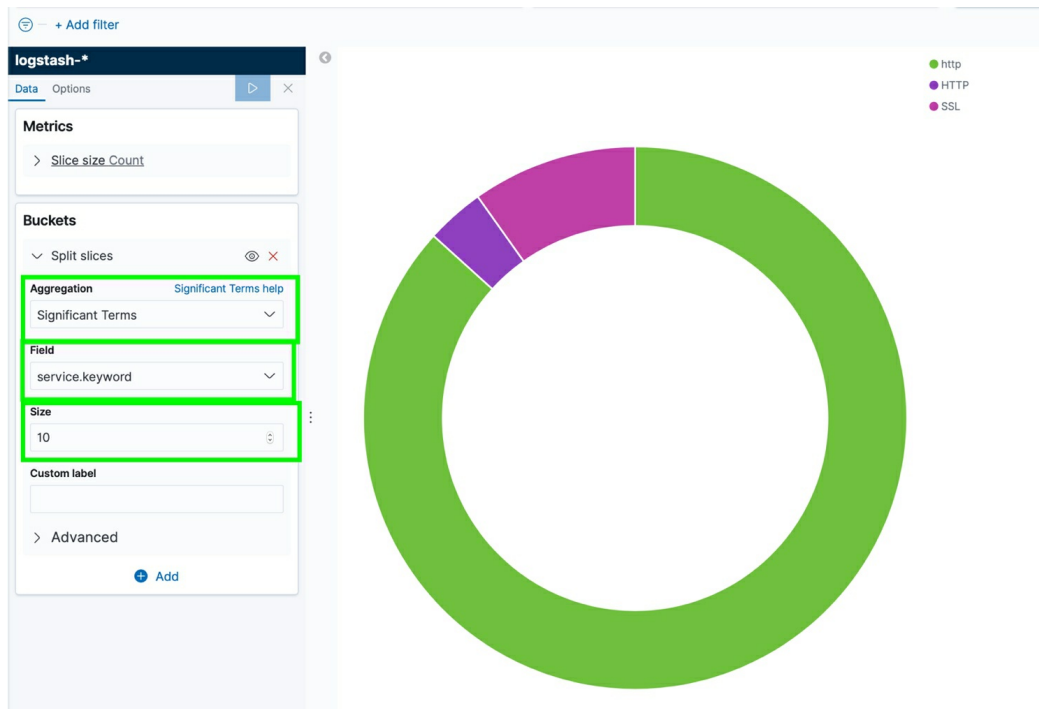 + Add filter
logstash-*
Data Options
Metrics
Slice size Count
Buckets
Split slices
Aggregation Significant Terms help
Significant Terms
Field
service.keyword
Size
10
Custom label
Advanced
Add
http
HTTP
SSL